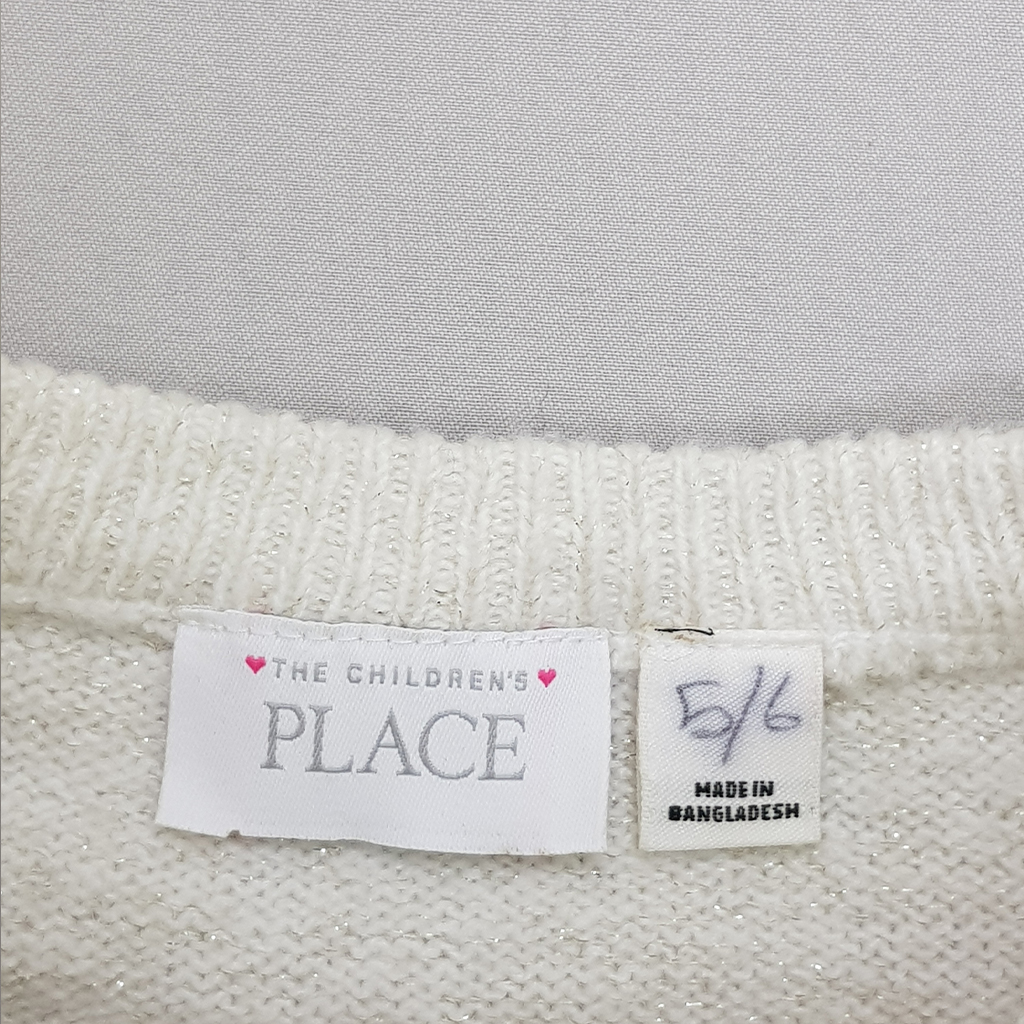 THE CHILDREN'S
PLACE
5/6
MADE IN
BANGLADESH